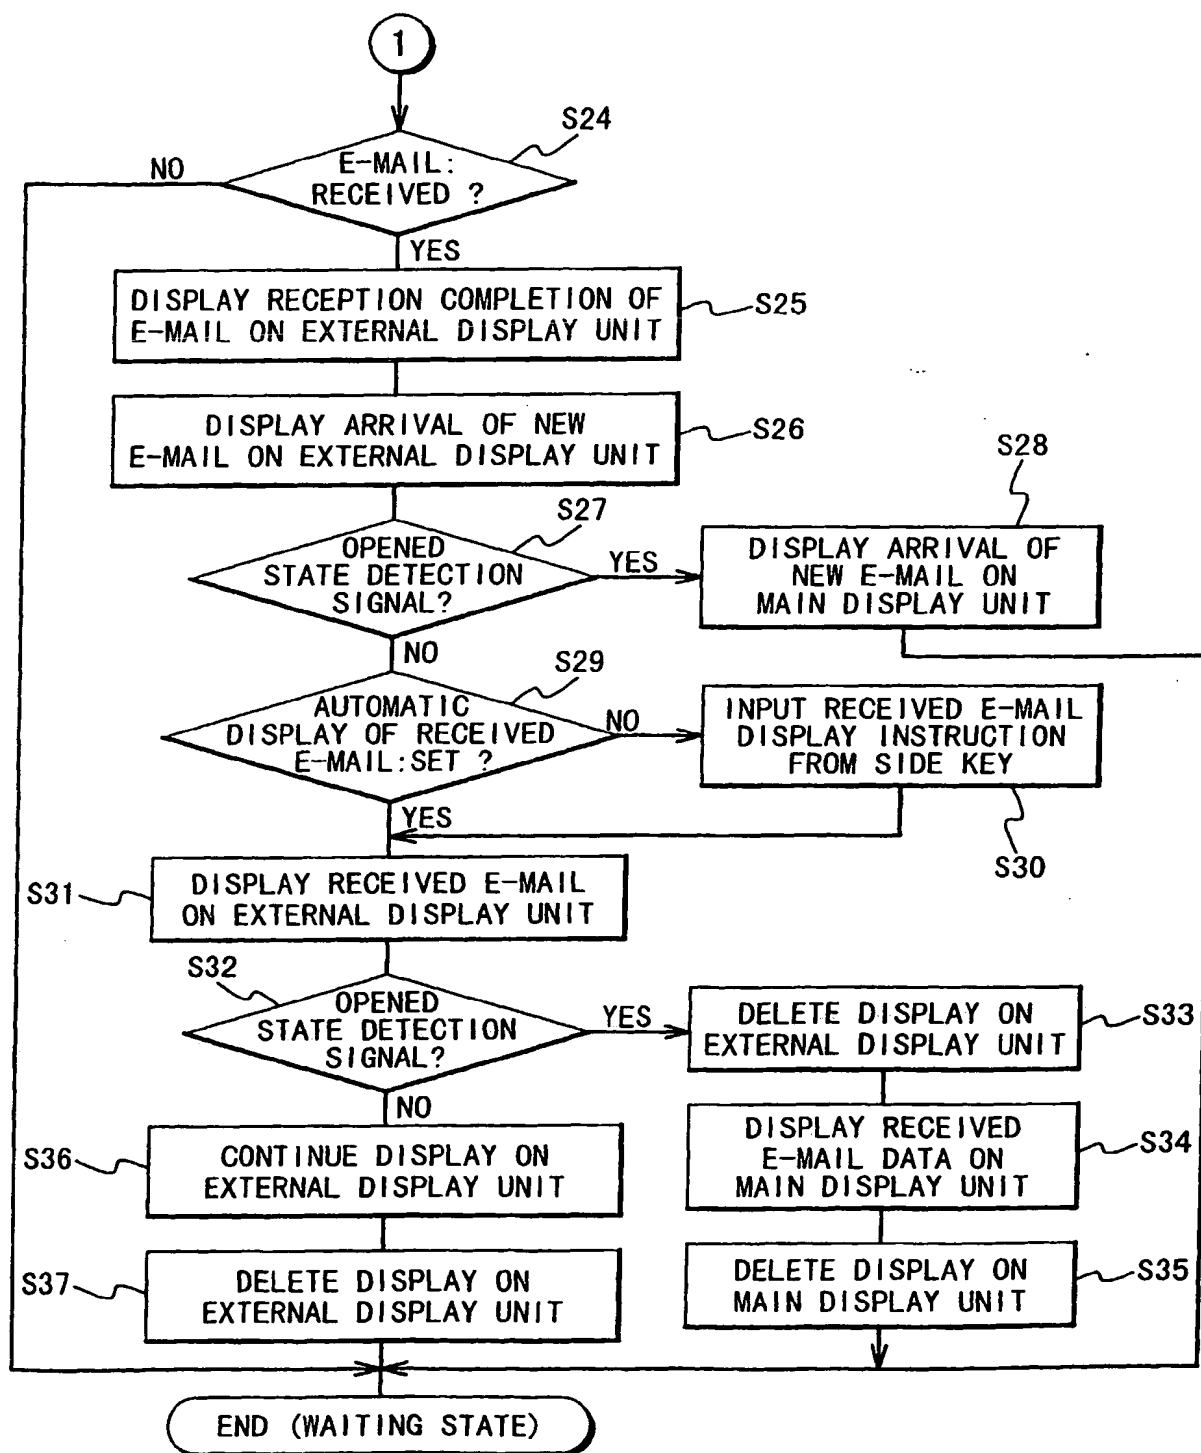 1
S24
NO
E-MAIL:
RECEIVED ?
YES
DISPLAY RECEPTION COMPLETION OF
E-MAIL ON EXTERNAL DISPLAY UNIT
S25
DISPLAY ARRIVAL OF NEW
E-MAIL ON EXTERNAL DISPLAY UNIT
S26
S27
OPENED
STATE DETECTION
SIGNAL?
YES
NO
S28
DISPLAY ARRIVAL OF
NEW E-MAIL ON
MAIN DISPLAY UNIT
S29
AUTOMATIC
DISPLAY OF RECEIVED
E-MAIL:SET ?
NO
YES
INPUT RECEIVED E-MAIL
DISPLAY INSTRUCTION
FROM SIDE KEY
S30
S31
DISPLAY RECEIVED E-MAIL
ON EXTERNAL DISPLAY UNIT
S32
OPENED
STATE DETECTION
SIGNAL?
YES
NO
DELETE DISPLAY ON
EXTERNAL DISPLAY UNIT
S33
DISPLAY RECEIVED
E-MAIL DATA ON
MAIN DISPLAY UNIT
S34
S36
CONTINUE DISPLAY ON
EXTERNAL DISPLAY UNIT
S37
DELETE DISPLAY ON
EXTERNAL DISPLAY UNIT
DELETE DISPLAY ON
MAIN DISPLAY UNIT
S35
END (WAITING STATE)